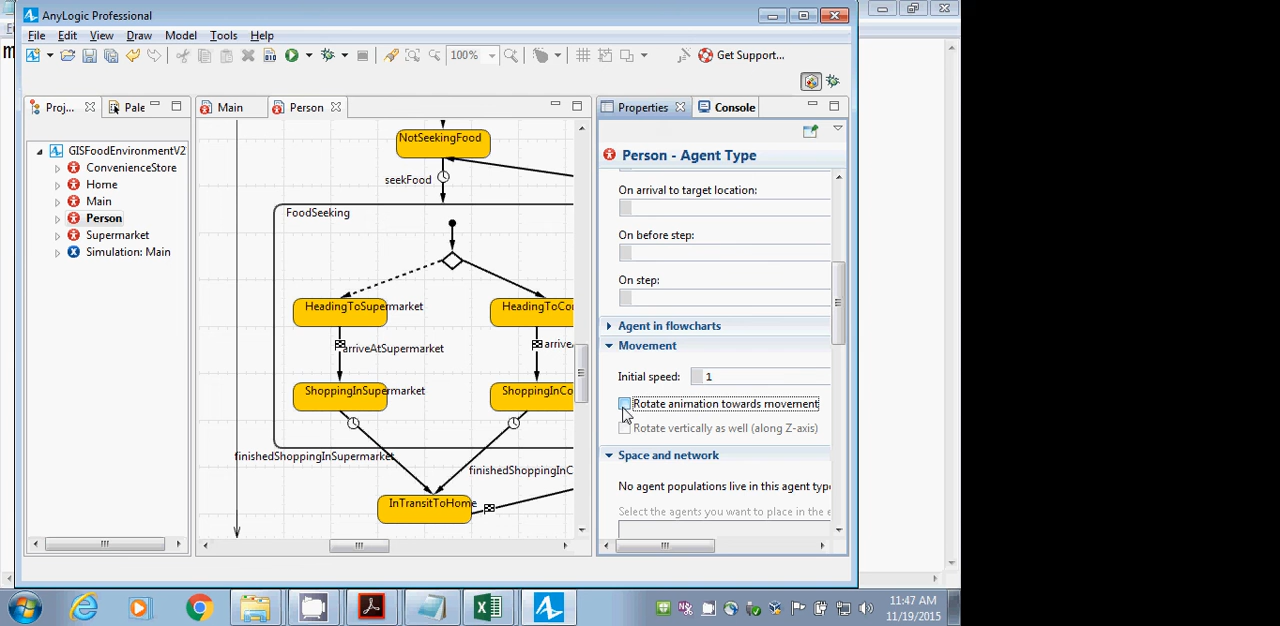 AnyLogic Professional
File Edit View Draw Model Tools Help
100% Get Support...
Proj... Pale
Main Person
Properties Console
GISFoodEnvironmentV2
ConvenienceStore
Home
Main
Person
Supermarket
Simulation: Main
NotSeekingFood
seekFood
FoodSeeking
HeadingToSupermarket
HeadingToCo
arriveAtSupermarket
arrive
ShoppingInSupermarket
ShoppingInCo
finishedShoppingInSupermarket
finishedShoppingInC
InTransitToHome
Person - Agent Type
On arrival to target location:
On before step:
On step:
Agent in flowcharts
Movement
Initial speed: 1
Rotate animation towards movement
Rotate vertically as well (along Z-axis)
Space and network
No agent populations live in this agent type
Select the agents you want to place in the e
11:47 AM
11/19/2015